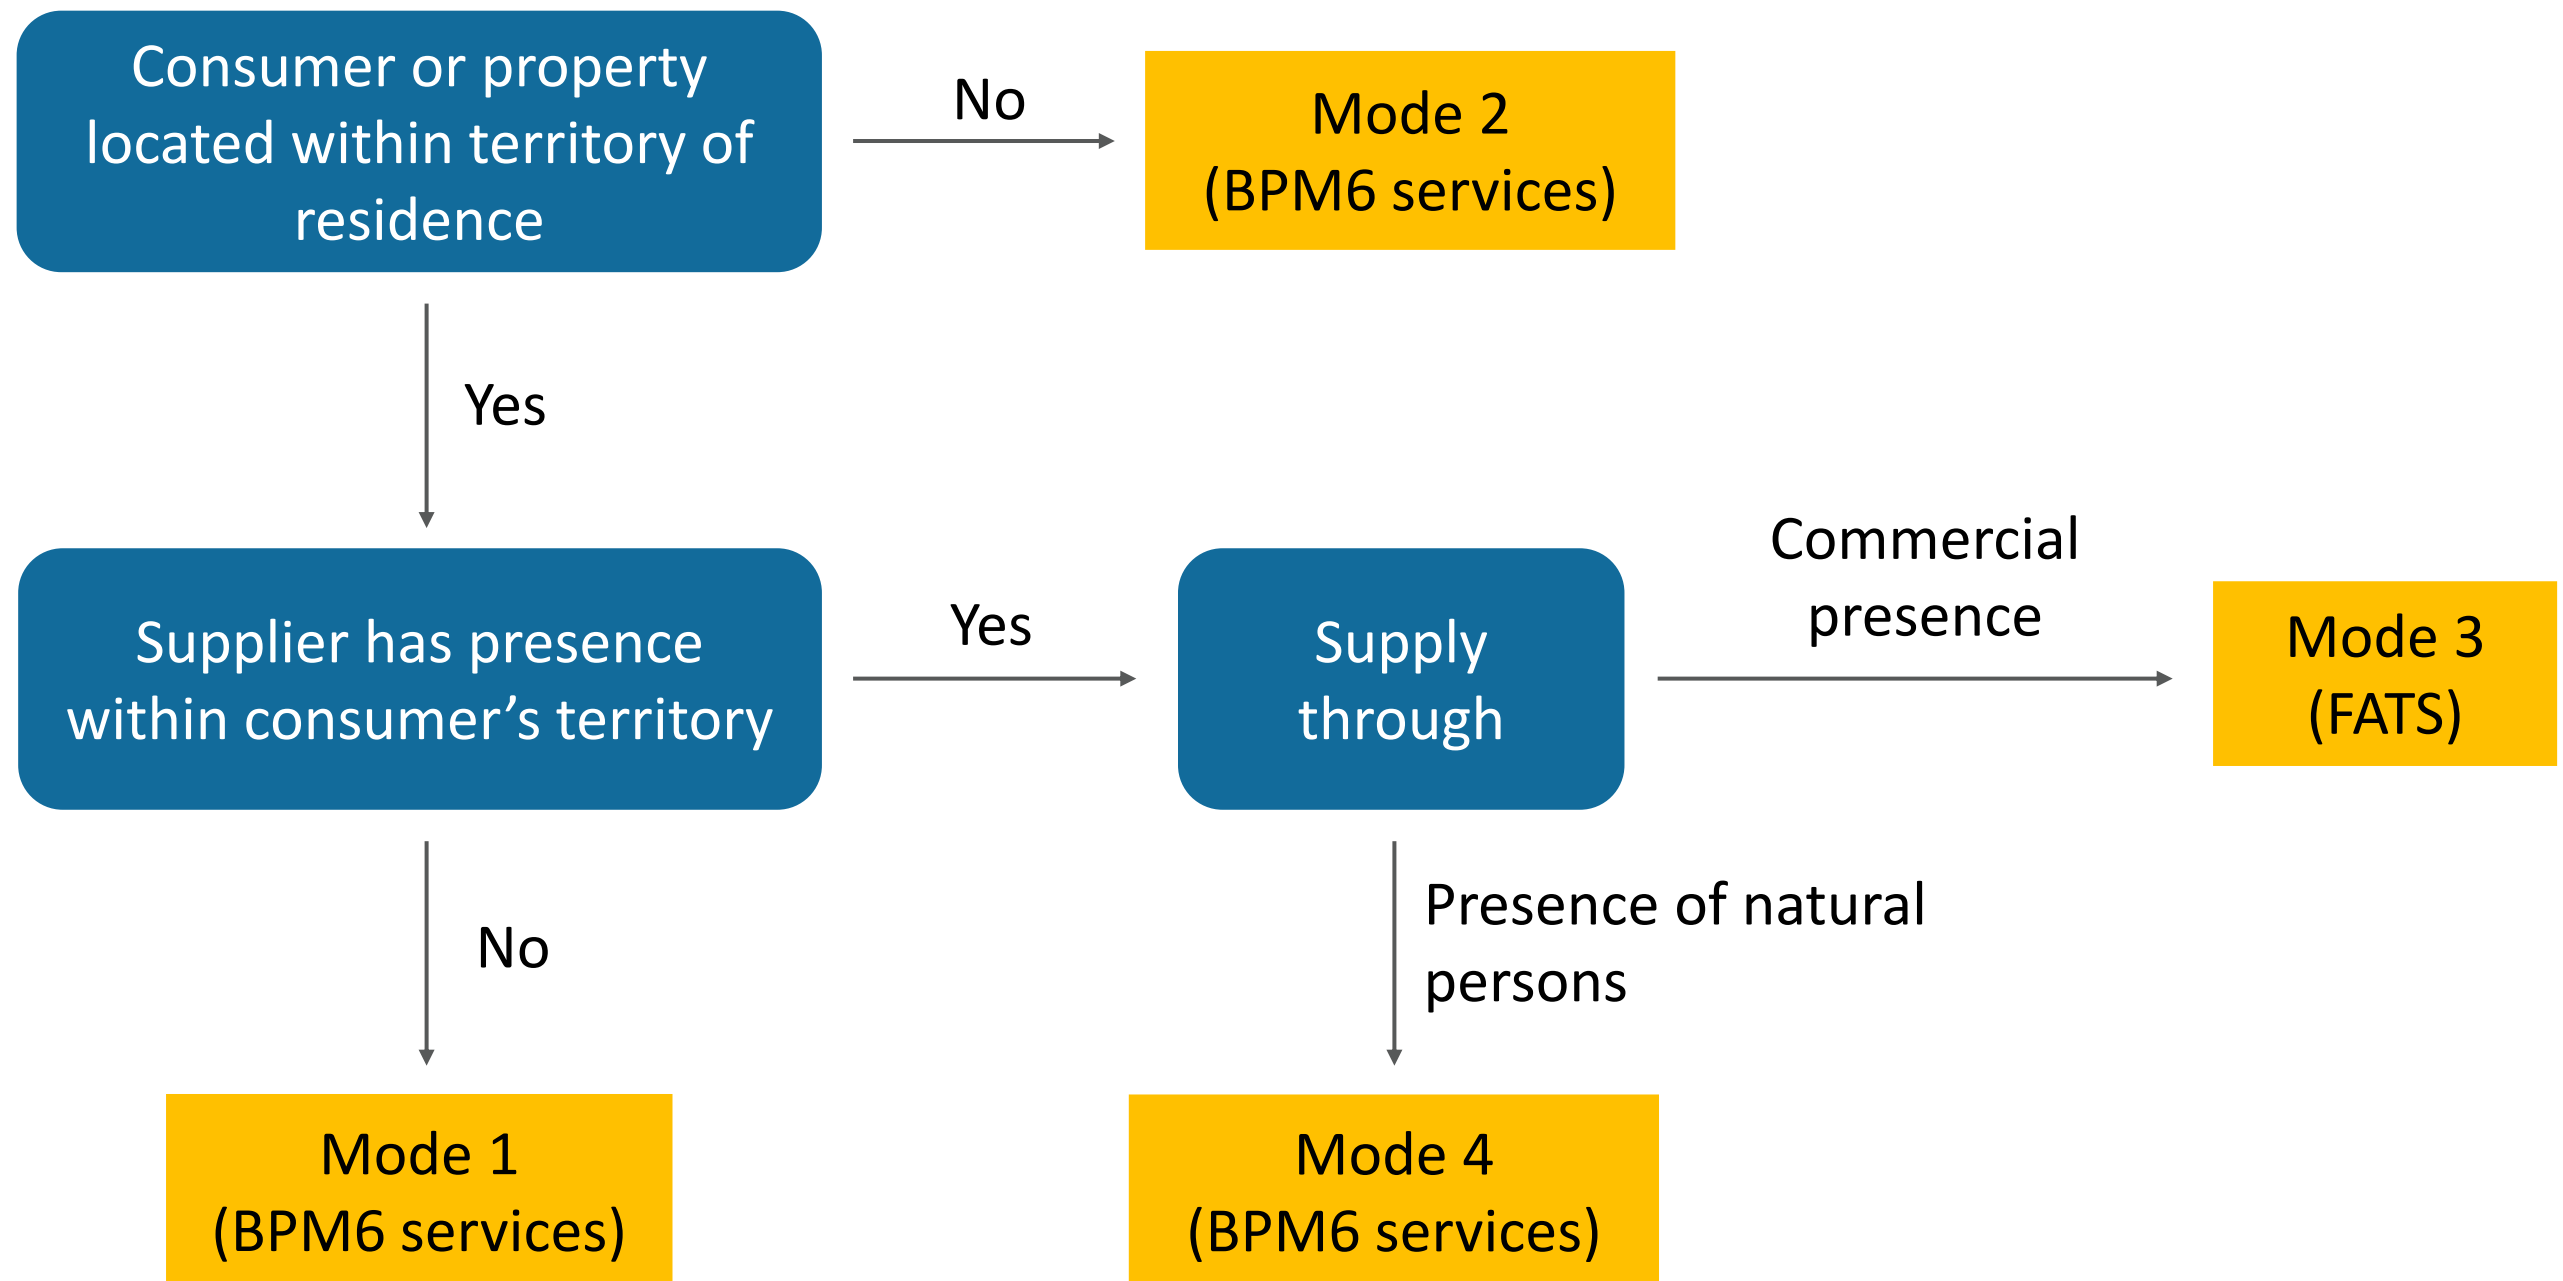 Consumer or property
located within territory of
residence
No
Mode 2
(BPM6 services)
Yes
Supplier has presence
within consumer’s territory
Yes
Supply
through
Commercial
presence
Mode 3
(FATS)
No
Presence of natural
persons
Mode 1
(BPM6 services)
Mode 4
(BPM6 services)